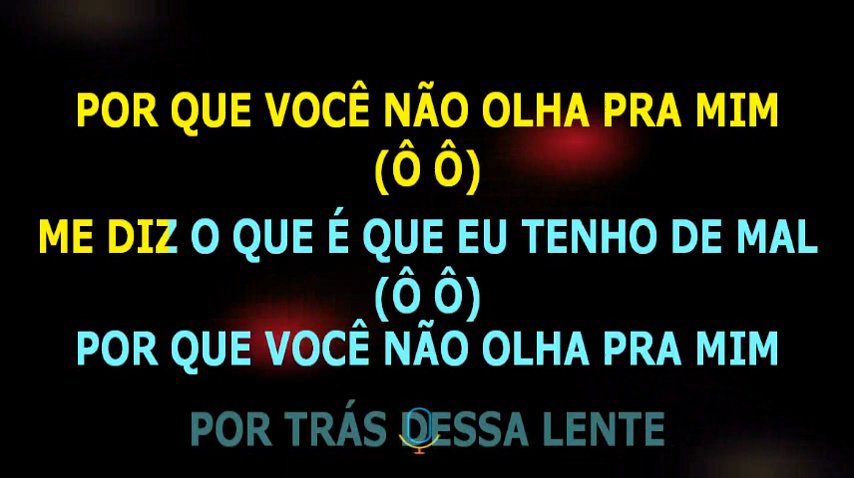 POR QUE VOCÊ NÃO OLHA PRA MIM
(Ô Ô)
ME DIZ O QUE É QUE EU TENHO DE MAL
(Ô Ô)
POR QUE VOCÊ NÃO OLHA PRA MIM
POR TRÁS DESSA LENTE